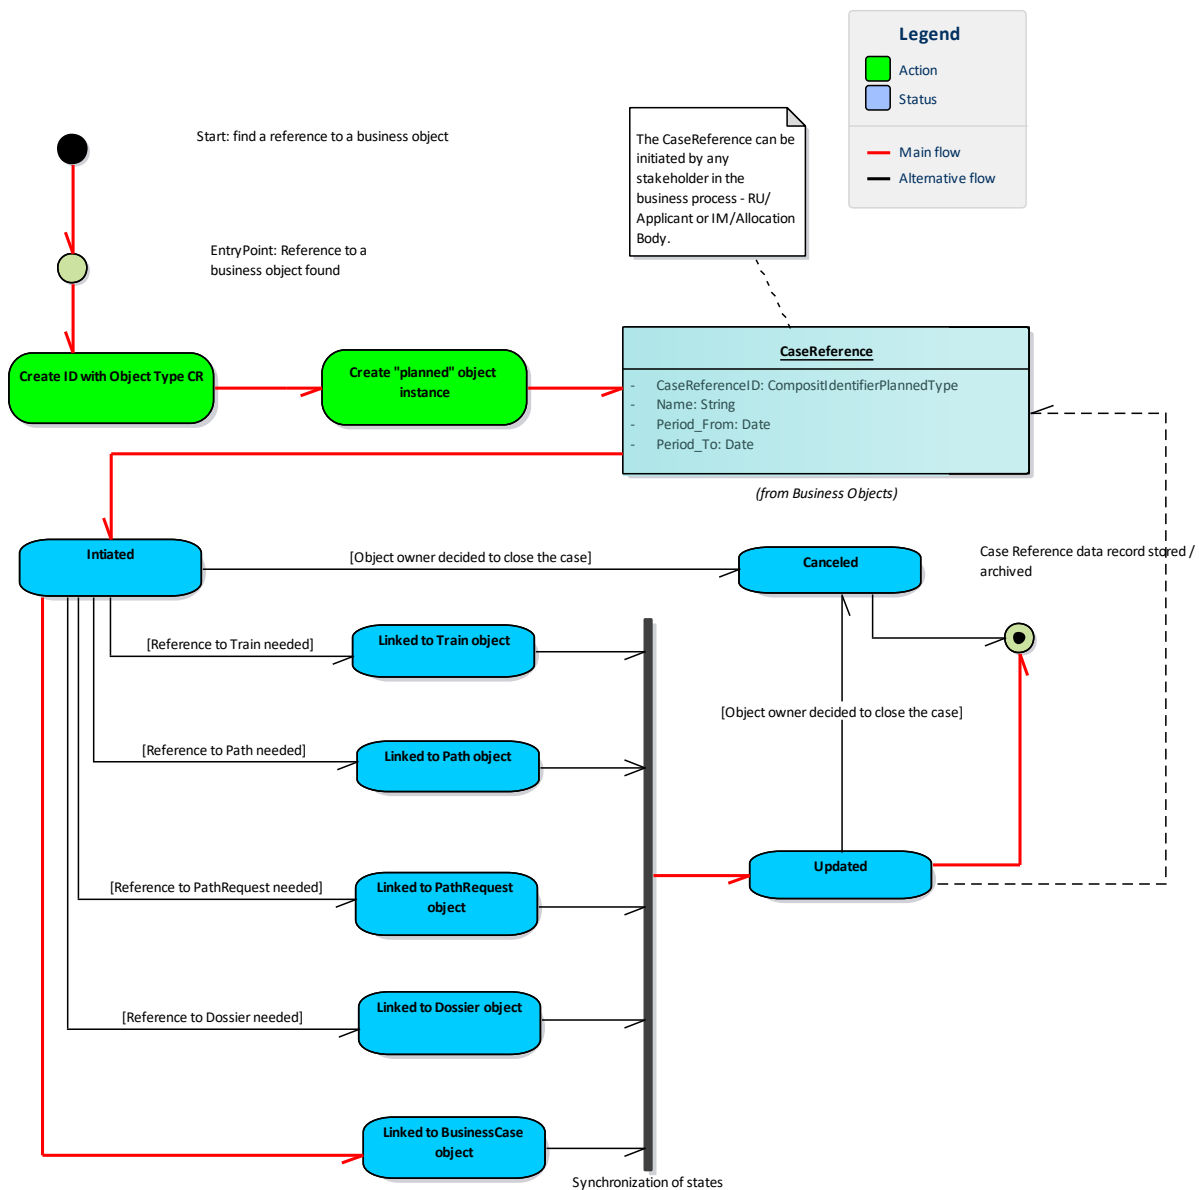 Legend
Action
Status
Main flow
Alternative flow
Start: find a reference to a business object
The CaseReference can be
initiated by any
stakeholder in the
business process - RU/
Applicant or IM/Allocation
Body.
EntryPoint: Reference to a
business object found
Create ID with Object Type CR
Create "planned" object
instance
CaseReference
- CaseReferenceID: CompositIdentifierPlannedType
- Name: String
- Period_From: Date
- Period_To: Date
(from Business Objects)
Intiated
[Object owner decided to close the case]
Canceled
Case Reference data record stored /
archived
[Reference to Train needed]
Linked to Train object
[Object owner decided to close the case]
[Reference to Path needed]
Linked to Path object
Updated
[Reference to PathRequest needed]
Linked to PathRequest
object
[Reference to Dossier needed]
Linked to Dossier object
Linked to BusinessCase
object
Synchronization of states